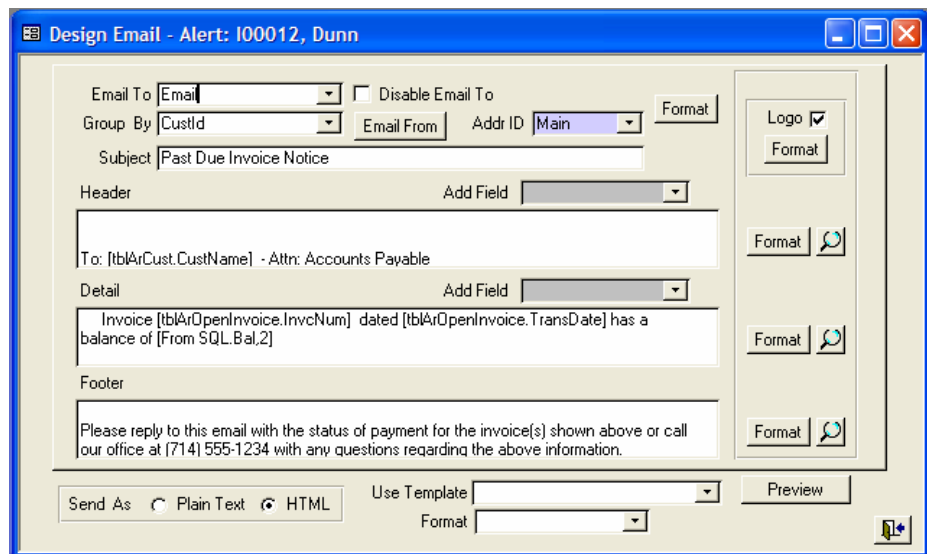 Design Email - Alert: I00012, Dunn
Email To Email Disable Email To
Group By CustId Email From Addr ID Main Format
Logo
Format
Subject Past Due Invoice Notice
Header Add Field
To: [tblArCust.CustName] - Attn: Accounts Payable
Format
Detail Add Field
Invoice [tblArOpenInvoice.InvcNum] dated [tblArOpenInvoice.TransDate] has a
balance of [From SQL.Bal,2]
Format
Footer
Please reply to this email with the status of payment for the invoice(s) shown above or call
our office at (714) 555-1234 with any questions regarding the above information.
Format
Send As Plain Text HTML
Use Template
Preview
Format